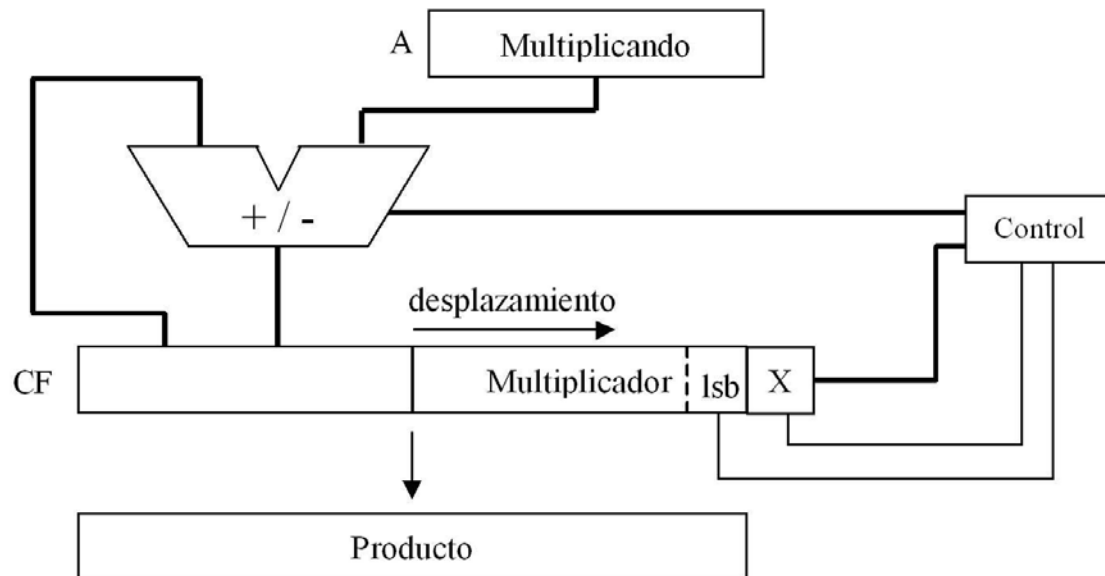 A
Multiplicando
+ / -
Control
desplazamiento
CF
Multiplicador
lsb
X
Producto